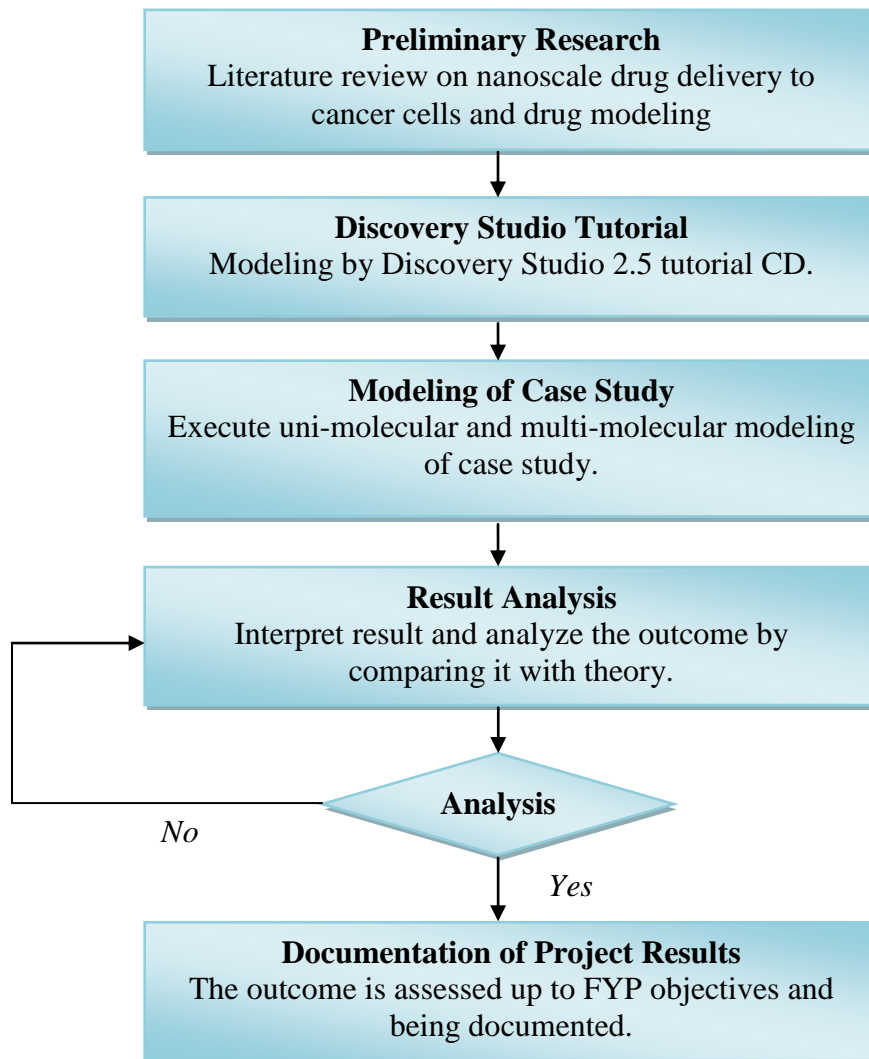 Preliminary Research
Literature review on nanoscale drug delivery to
cancer cells and drug modeling
Discovery Studio Tutorial
Modeling by Discovery Studio 2.5 tutorial CD.
Modeling of Case Study
Execute uni-molecular and multi-molecular modeling
of case study.
Result Analysis
Interpret result and analyze the outcome by
comparing it with theory.
Analysis
No
Yes
Documentation of Project Results
The outcome is assessed up to FYP objectives and
being documented.